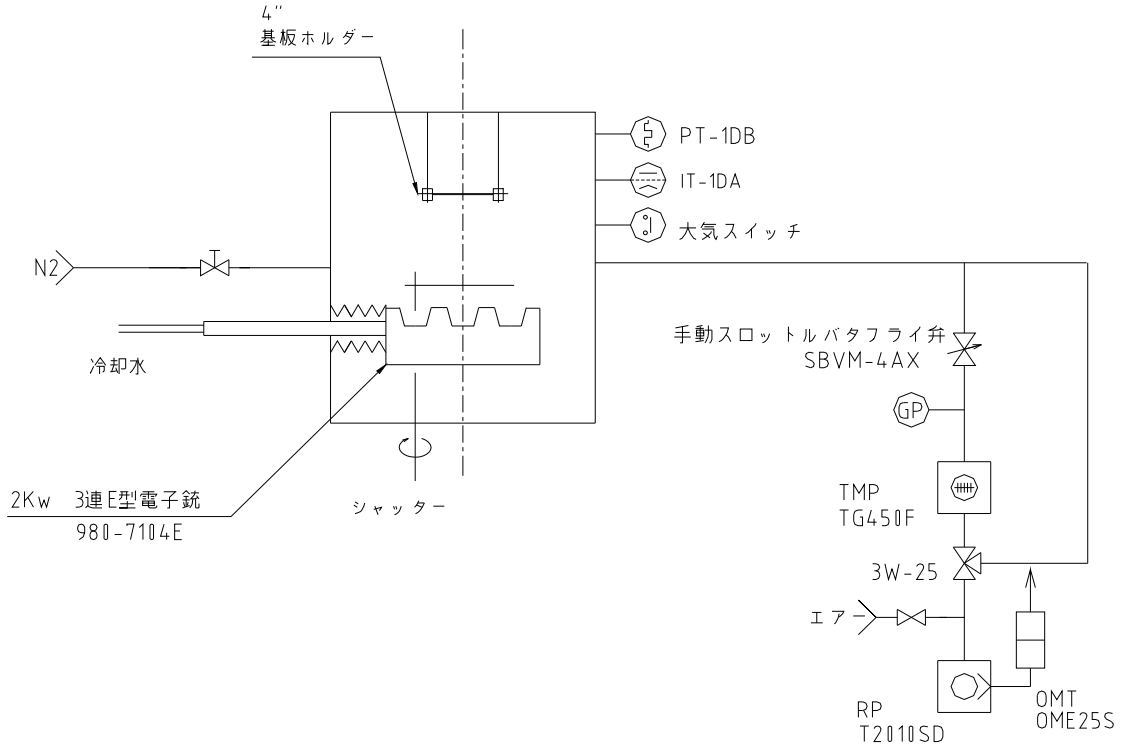 4"
基板ホルダー
PT-1DB
IT-1DA
大気スイッチ
N2
手動スロットルバタフライ弁
SBVM-4AX
冷却水
GP
2Kw 3連E型電子銃
980-7104E
シャッター
TMP
TG450F
3W-25
エアー
RP
T2010SD
OMT
OME25S